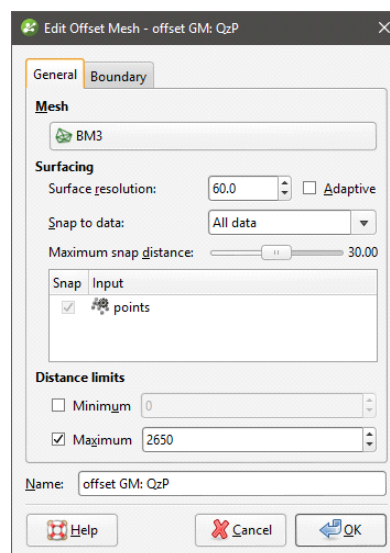 Edit Offset Mesh - offset GM: QzP
General Boundary
Mesh
BM3
Surfacing
Surface resolution: 60.0 Adaptive
Snap to data: All data
Maximum snap distance: 30.00
Snap Input
points
Distance limits
Minimum 0
Maximum 2650
Name: offset GM: QzP
Help Cancel OK